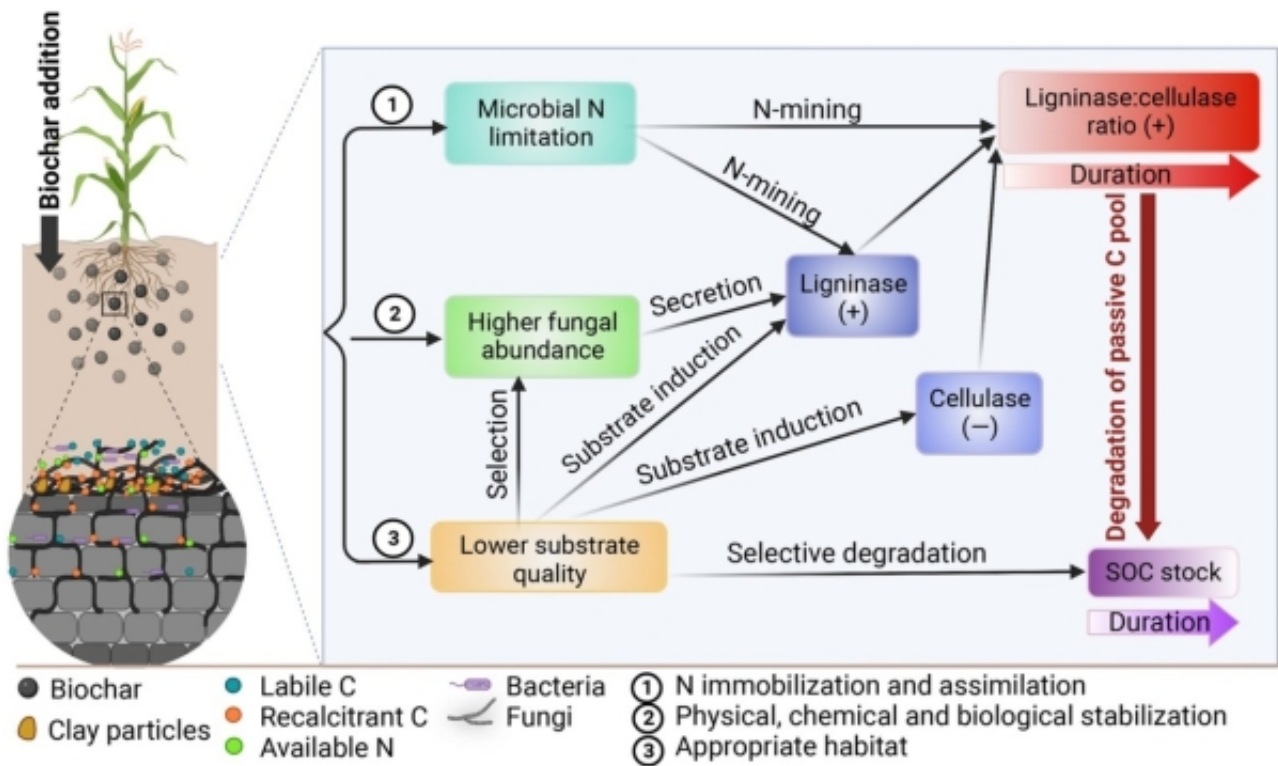 Biochar addition
1
Microbial N
limitation
N-mining
N-mining
Ligninase:cellulase
ratio (+)
Duration
2
Higher fungal
abundance
Secretion
Ligninase
(+)
Substrate induction
Selection
Substrate induction
Cellulase
(—)
Degradation of passive C pool
3
Lower substrate
quality
Selective degradation
SOC stock
Duration
Biochar
Clay particles
Labile C
Recalcitrant C
Available N
Bacteria
Fungi
1 N immobilization and assimilation
2 Physical, chemical and biological stabilization
3 Appropriate habitat